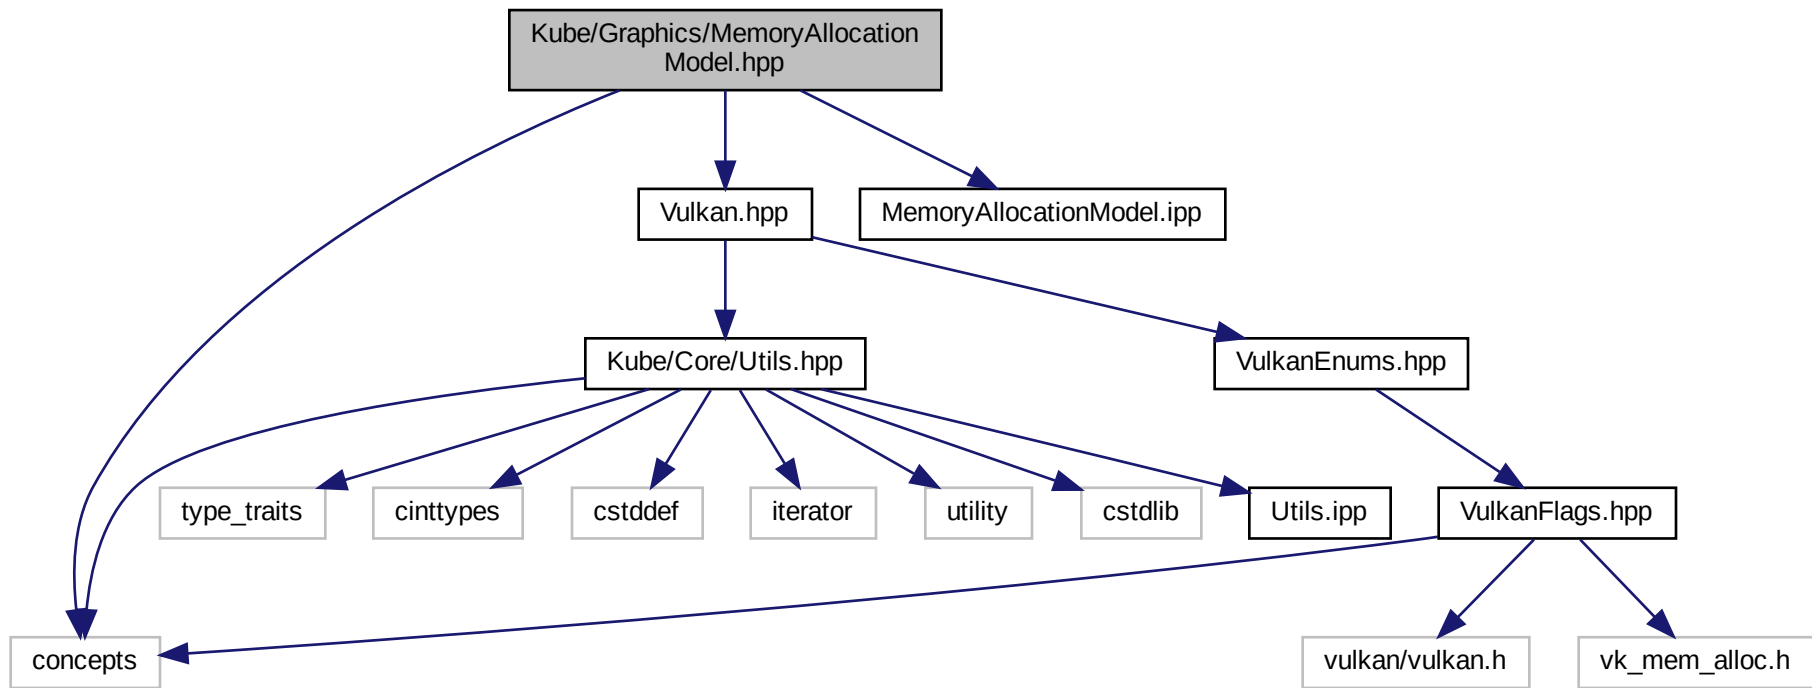 Kube/Graphics/MemoryAllocation
Model.hpp
Vulkan.hpp
MemoryAllocationModel.ipp
Kube/Core/Utils.hpp
VulkanEnums.hpp
type_traits
cinttypes
cstddef
iterator
utility
cstdlib
Utils.ipp
VulkanFlags.hpp
concepts
vulkan/vulkan.h
vk_mem_alloc.h